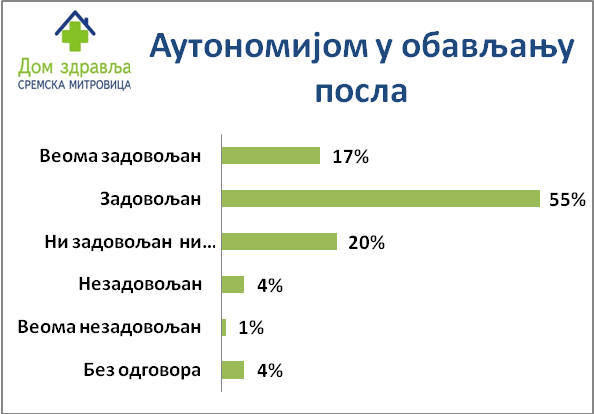 Дом здравља
СРЕМСКА МИТРОВИЦА
Аутономијом у обављању
посла
Веома задовољан 17%
Задовољан 55%
Ни задовољан ни... 20%
Незадовољан 4%
Веома незадовољан 1%
Без одговора 4%